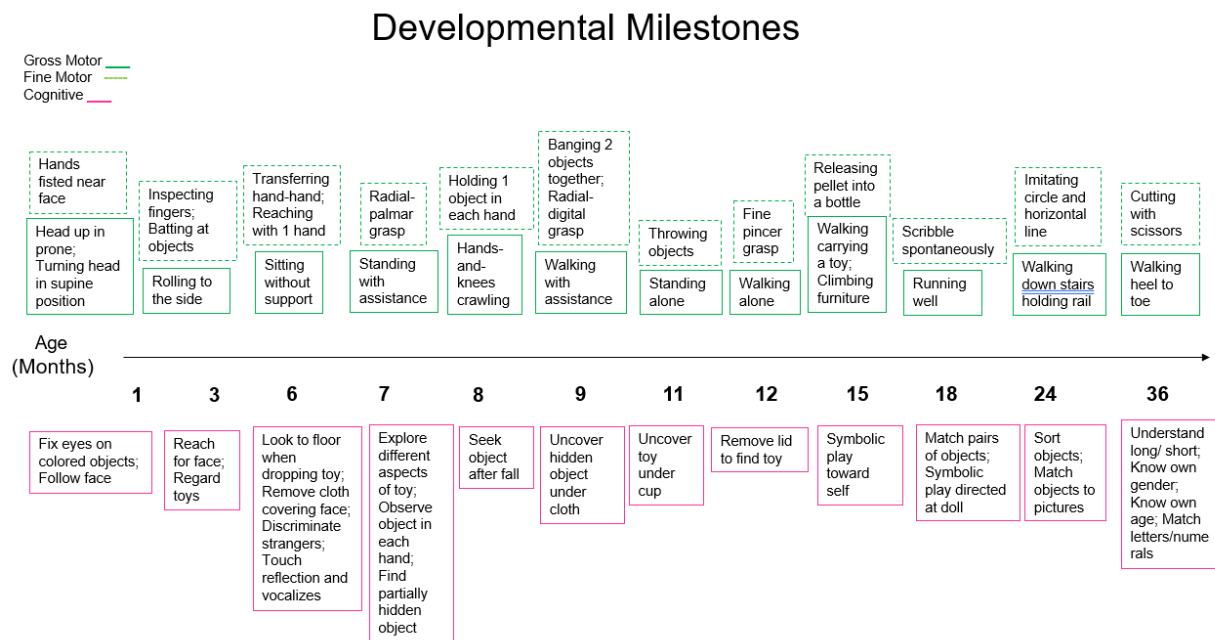 Developmental Milestones
Gross Motor
Fine Motor
Cognitive
Hands
fisted near
face
Head up in
prone;
Turning head
in supine
position
Inspecting
fingers;
Batting at
objects
Rolling to
the side
Transferring
hand-hand;
Reaching
with 1 hand
Sitting
without
support
Radial-
palmar
grasp
Standing
with
assistance
Holding 1
object in
each hand
Hands-
and-
knees
crawling
Banging 2
objects
together;
Radial-
digital
grasp
Walking
with
assistance
Throwing
objects
Standing
alone
Fine
pincer
grasp
Walking
alone
Releasing
pellet into
a bottle
Walking
carrying
a toy;
Climbing
furniture
Scribble
spontaneously
Running
well
Imitating
circle and
horizontal
line
Walking
down stairs
holding rail
Cutting
with
scissors
Walking
heel to
toe
Age
(Months)
1 3 6 7 8 9 11 12 15 18 24 36
Fix eyes on
colored objects;
Follow face
Reach
for face;
Regard
toys
Look to floor
when
dropping toy;
Remove cloth
covering face;
Discriminate
strangers;
Touch
reflection and
vocalizes
Explore
different
aspects
of toy;
Observe
object in
each
hand;
Find
partially
hidden
object
Seek
object
after fall
Uncover
hidden
object
under
cloth
Uncover
toy
under
cup
Remove lid
to find toy
Symbolic
play
toward
self
Match pairs
of objects;
Symbolic
play directed
at doll
Sort
objects;
Match
objects to
pictures
Understand
long/ short;
Know own
gender;
Know own
age; Match
letters/nume
rals